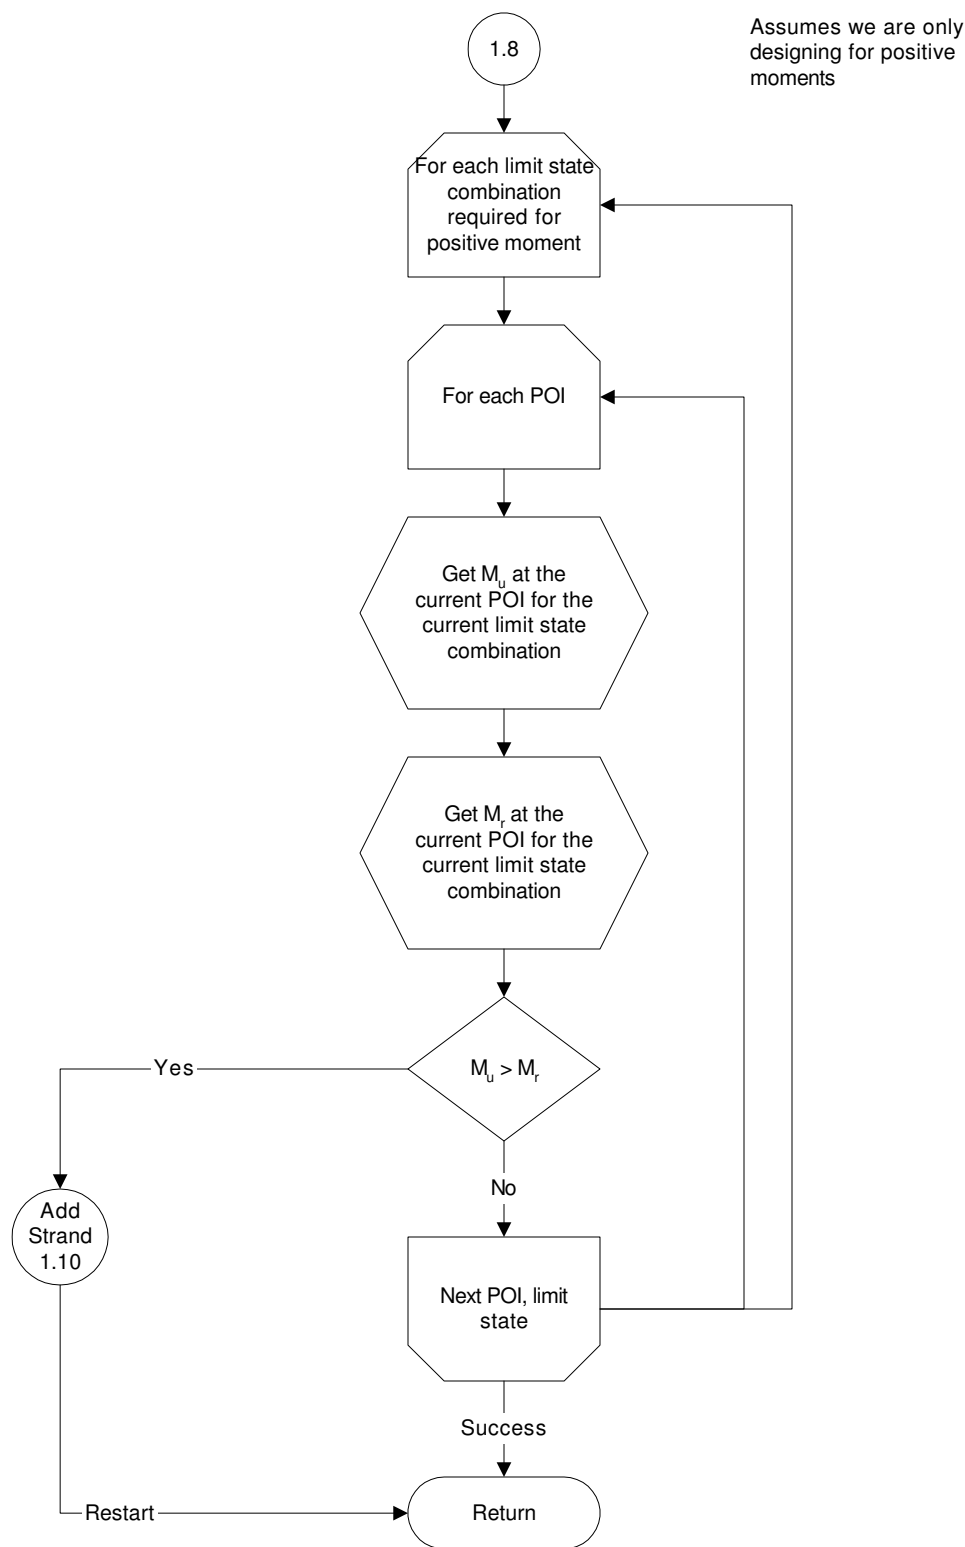 1.8
Assumes we are only
designing for positive
moments
For each limit state
combination
required for
positive moment
For each POI
Get Mu at the
current POI for the
current limit state
combination
Get Mr at the
current POI for the
current limit state
combination
Mu > Mr
Yes
No
Add
Strand
1.10
Next POI, limit
state
Success
Restart
Return